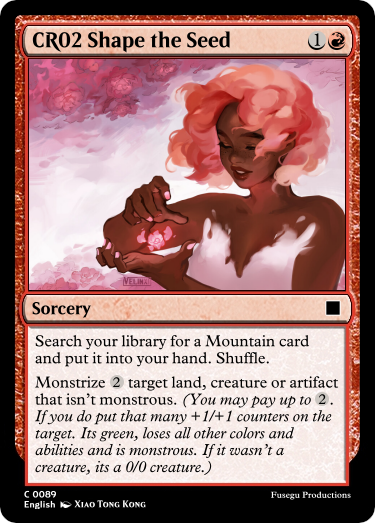 CR02 Shape the Seed 1
Sorcery
Search your library for a Mountain card
and put it into your hand. Shuffle.
Monstrize 2 target land, creature or artifact
that isn't monstrous. (You may pay up to 2.
If you do put that many +1/+1 counters on
the target. Its green, loses all other colors and
abilities and is monstrous. If it wasn't a
creature, its a 0/0 creature.)
C 0089
Fusegu Productions
English Xiao Tong Kong